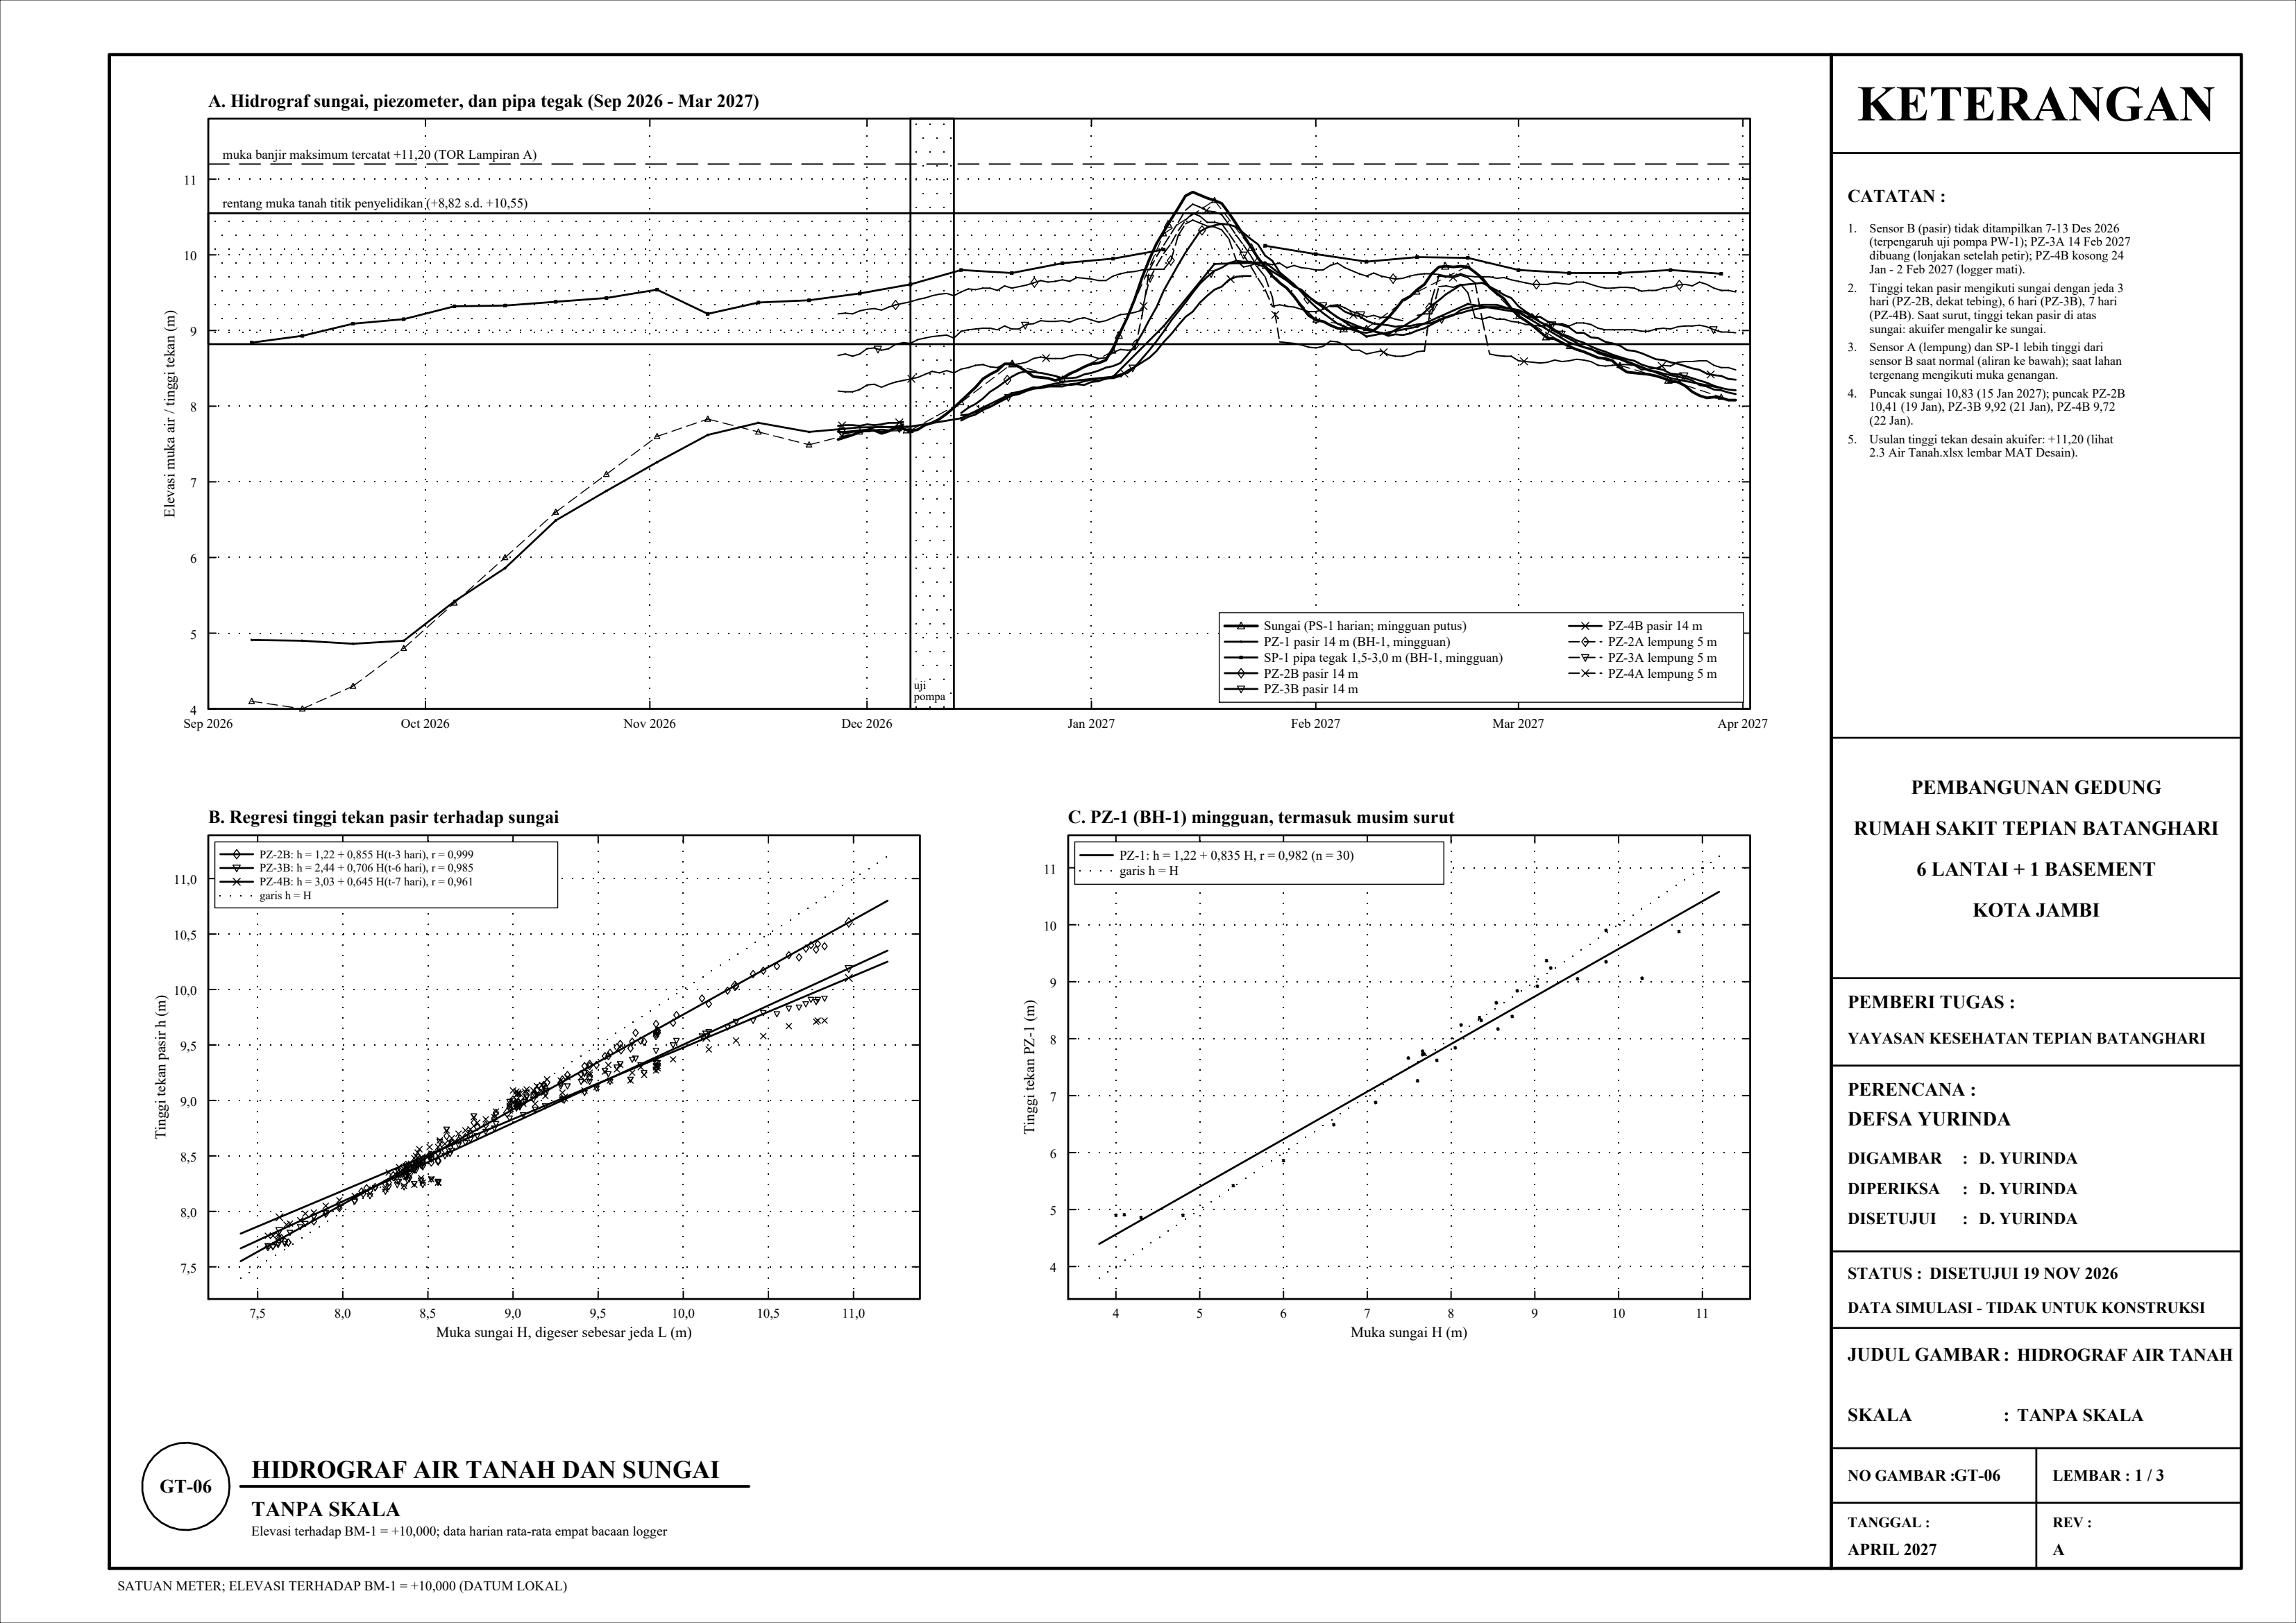 A. Hidrograf sungai, piezometer, dan pipa tegak (Sep 2026 - Mar 2027)
muka banjir maksimum tercatat +11,20 (TOR Lampiran A)
rentang muka tanah titik penyelidikan (+8,82 s.d. +10,55)
Elevasi muka air / tinggi tekan (m)
11
10
9
8
7
6
5
4
uji
pompa
Sungai (PS-1 harian; mingguan putus)
PZ-1 pasir 14 m (BH-1, mingguan)
SP-1 pipa tegak 1,5-3,0 m (BH-1, mingguan)
PZ-2B pasir 14 m
PZ-3B pasir 14 m
PZ-4B pasir 14 m
PZ-2A lempung 5 m
PZ-3A lempung 5 m
PZ-4A lempung 5 m
Sep 2026
Oct 2026
Nov 2026
Dec 2026
Jan 2027
Feb 2027
Mar 2027
Apr 2027
B. Regresi tinggi tekan pasir terhadap sungai
PZ-2B: h = 1,22 + 0,855 H(t-3 hari), r = 0,999
PZ-3B: h = 2,44 + 0,706 H(t-6 hari), r = 0,985
PZ-4B: h = 3,03 + 0,645 H(t-7 hari), r = 0,961
garis h = H
Tinggi tekan pasir h (m)
11,0
10,5
10,0
9,5
9,0
8,5
8,0
7,5
7,5
8,0
8,5
9,0
9,5
10,0
10,5
11,0
Muka sungai H, digeser sebesar jeda L (m)
C. PZ-1 (BH-1) mingguan, termasuk musim surut
PZ-1: h = 1,22 + 0,835 H, r = 0,982 (n = 30)
garis h = H
Tinggi tekan PZ-1 (m)
11
10
9
8
7
6
5
4
4
5
6
7
8
9
10
11
Muka sungai H (m)
GT-06
HIDROGRAF AIR TANAH DAN SUNGAI
TANPA SKALA
Elevasi terhadap BM-1 = +10,000; data harian rata-rata empat bacaan logger
SATUAN METER; ELEVASI TERHADAP BM-1 = +10,000 (DATUM LOKAL)
KETERANGAN
CATATAN :
1. Sensor B (pasir) tidak ditampilkan 7-13 Des 2026
(terpengaruh uji pompa PW-1); PZ-3A 14 Feb 2027
dibuang (lonjakan setelah petir); PZ-4B kosong 24
Jan - 2 Feb 2027 (logger mati).
2. Tinggi tekan pasir mengikuti sungai dengan jeda 3
hari (PZ-2B, dekat tebing), 6 hari (PZ-3B), 7 hari
(PZ-4B). Saat surut, tinggi tekan pasir di atas
sungai: akuifer mengalir ke sungai.
3. Sensor A (lempung) dan SP-1 lebih tinggi dari
sensor B saat normal (aliran ke bawah); saat lahan
tergenang mengikuti muka genangan.
4. Puncak sungai 10,83 (15 Jan 2027); puncak PZ-2B
10,41 (19 Jan), PZ-3B 9,92 (21 Jan), PZ-4B 9,72
(22 Jan).
5. Usulan tinggi tekan desain akuifer: +11,20 (lihat
2.3 Air Tanah.xlsx lembar MAT Desain).
PEMBANGUNAN GEDUNG
RUMAH SAKIT TEPIAN BATANGHARI
6 LANTAI + 1 BASEMENT
KOTA JAMBI
PEMBERI TUGAS :
YAYASAN KESEHATAN TEPIAN BATANGHARI
PERENCANA :
DEFSA YURINDA
DIGAMBAR : D. YURINDA
DIPERIKSA : D. YURINDA
DISETUJUI : D. YURINDA
STATUS : DISETUJUI 19 NOV 2026
DATA SIMULASI - TIDAK UNTUK KONSTRUKSI
JUDUL GAMBAR : HIDROGRAF AIR TANAH
SKALA : TANPA SKALA
NO GAMBAR :GT-06
LEMBAR : 1 / 3
TANGGAL :
APRIL 2027
REV :
A